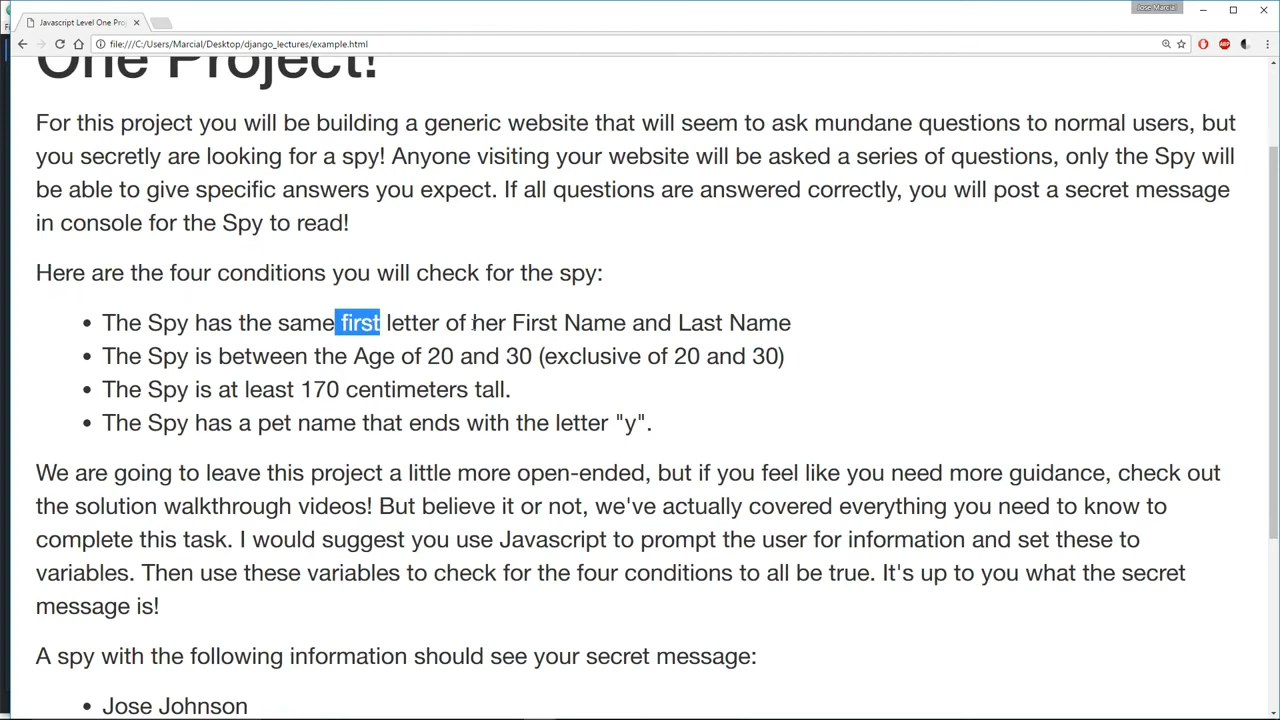 Jose Marcial
Javascript Level One Pro
file:///C:/Users/Marcial/Desktop/django_lectures/example.html
ABP
One Project!
For this project you will be building a generic website that will seem to ask mundane questions to normal users, but
you secretly are looking for a spy! Anyone visiting your website will be asked a series of questions, only the Spy will
be able to give specific answers you expect. If all questions are answered correctly, you will post a secret message
in console for the Spy to read!
Here are the four conditions you will check for the spy:
• The Spy has the same first letter of her First Name and Last Name
• The Spy is between the Age of 20 and 30 (exclusive of 20 and 30)
• The Spy is at least 170 centimeters tall.
• The Spy has a pet name that ends with the letter "y".
We are going to leave this project a little more open-ended, but if you feel like you need more guidance, check out
the solution walkthrough videos! But believe it or not, we've actually covered everything you need to know to
complete this task. I would suggest you use Javascript to prompt the user for information and set these to
variables. Then use these variables to check for the four conditions to all be true. It's up to you what the secret
message is!
A spy with the following information should see your secret message:
• Jose Johnson